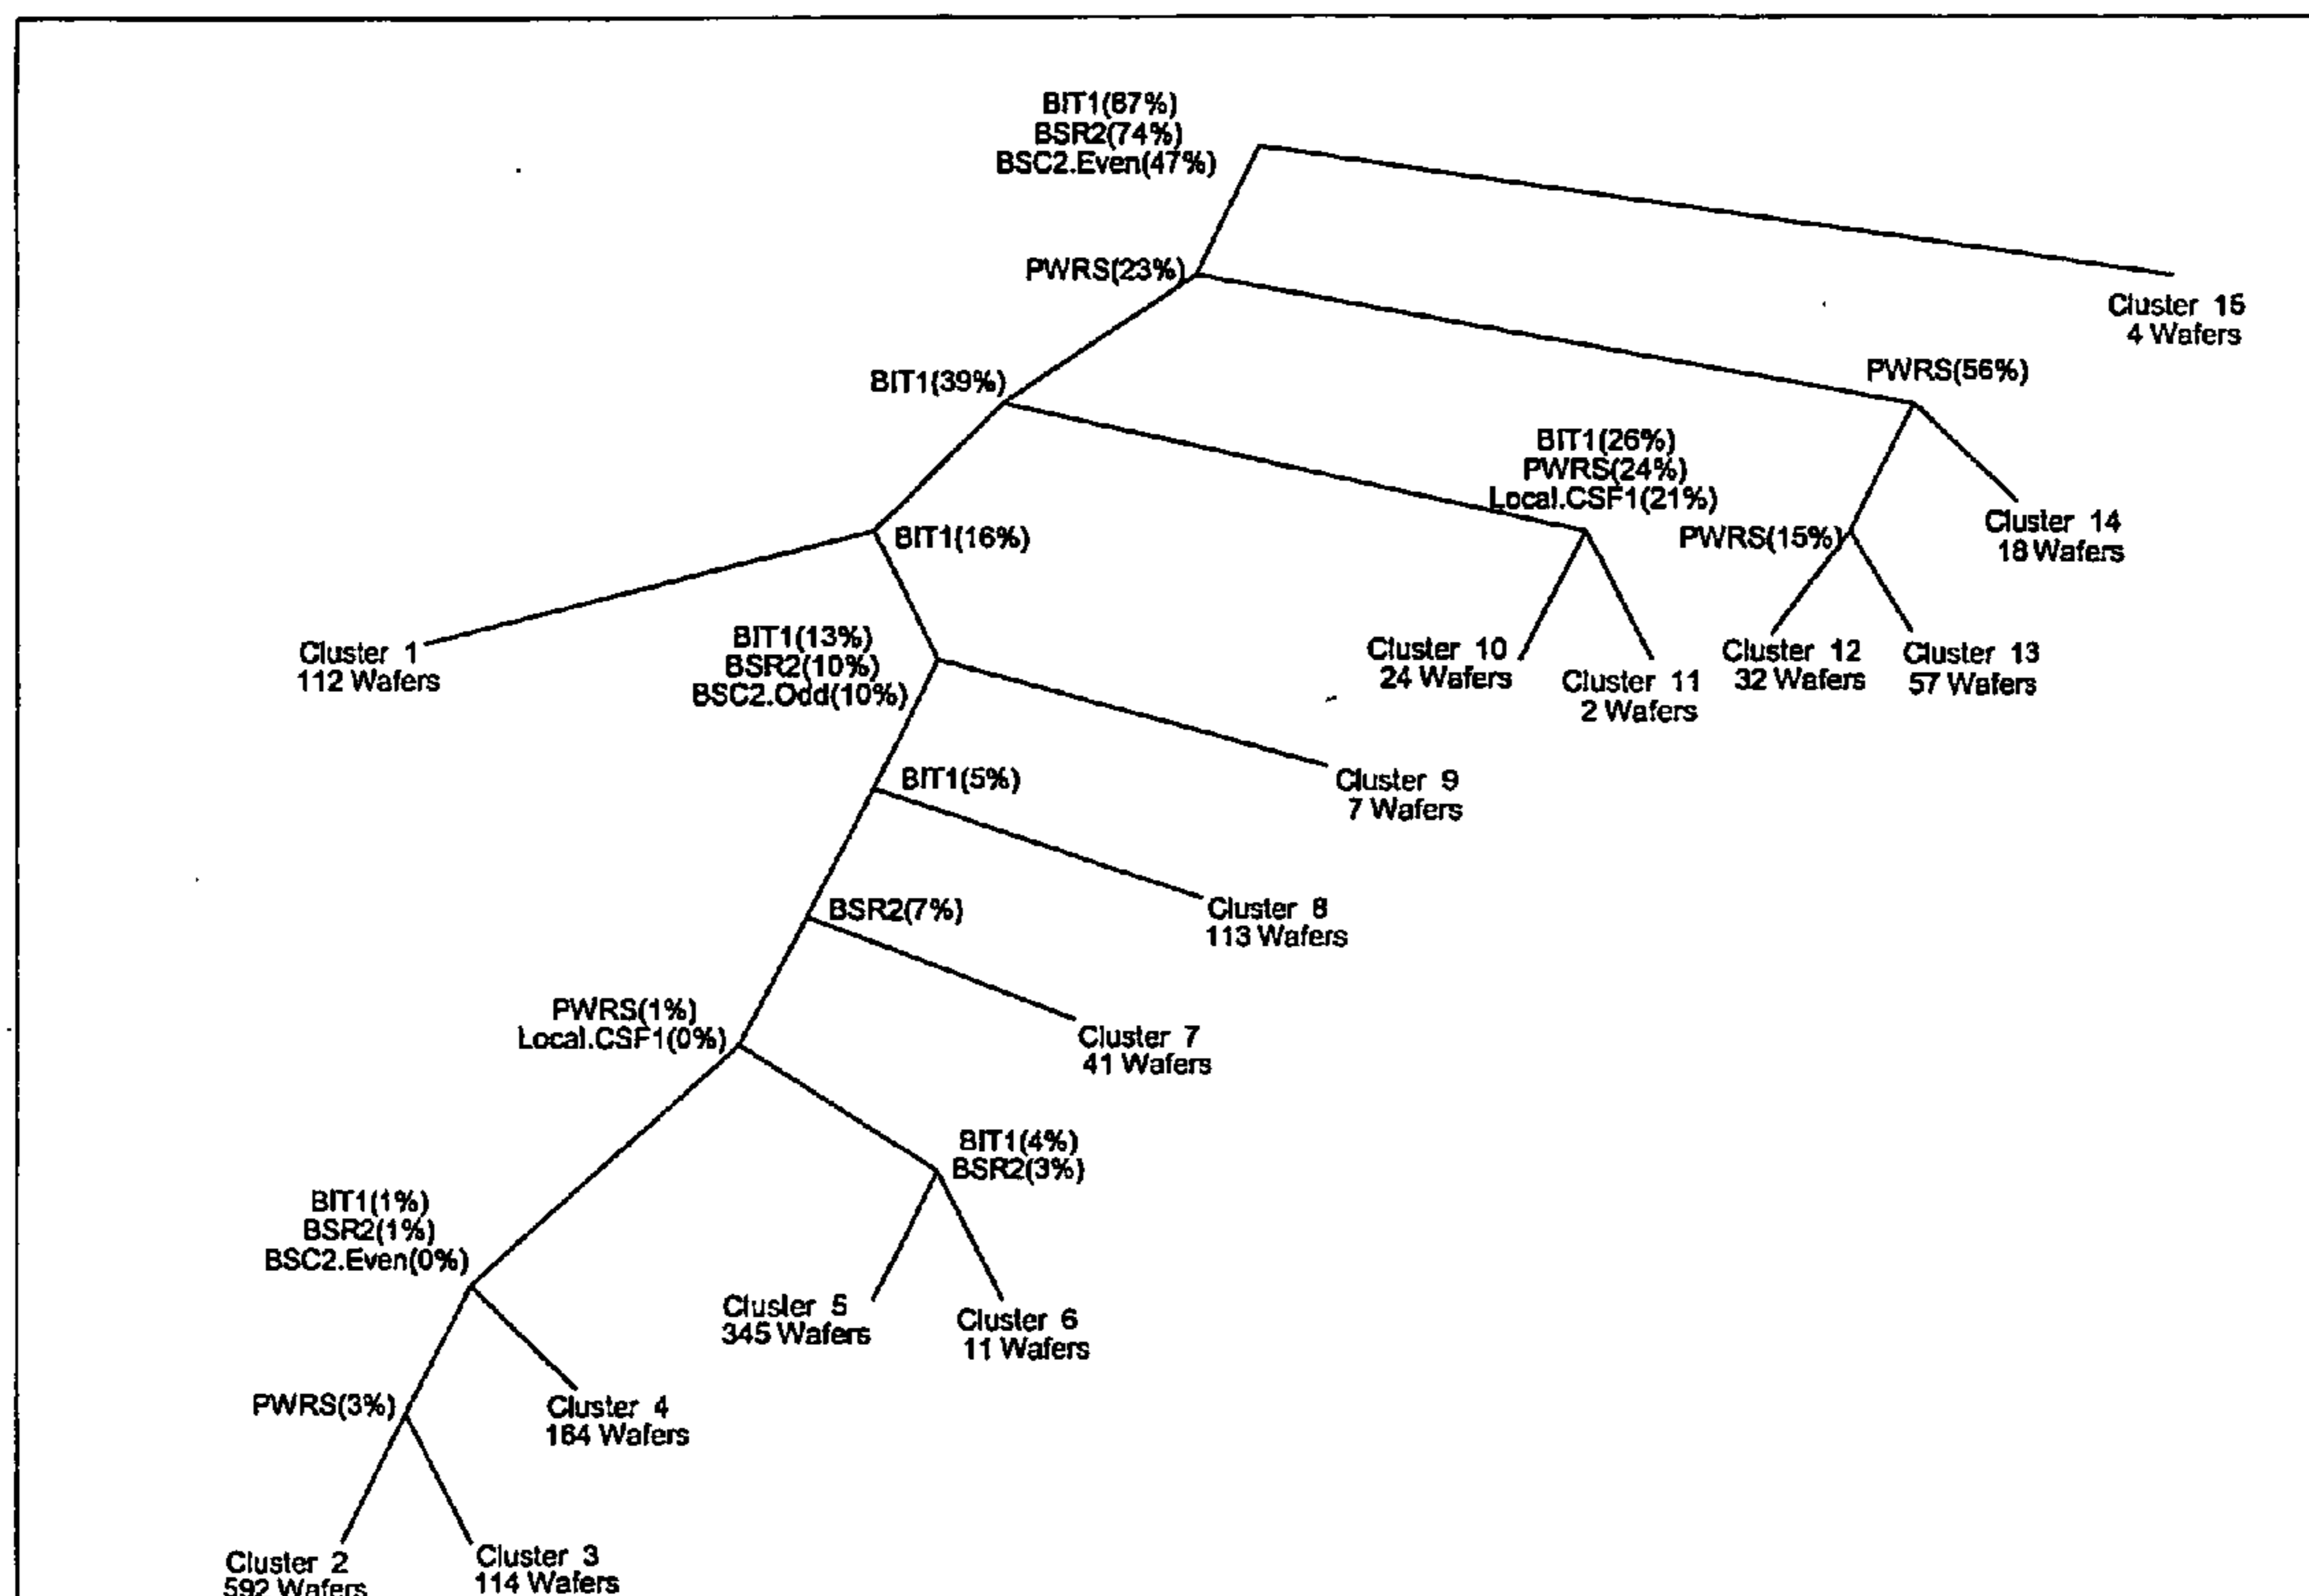 BIT1(67%)
BSR2(74%)
BSC2.Even(47%)
PWRS(23%)
Cluster 15
4 Wafers
BIT1(39%)
PWRS(56%)
BIT1(26%)
PWRS(24%)
Local.CSF1(21%)
Cluster 14
18 Wafers
BIT1(16%)
PWRS(15%)
Cluster 1
112 Wafers
BIT1(13%)
BSR2(10%)
BSC2.Odd(10%)
Cluster 10
24 Wafers
Cluster 11
2 Wafers
Cluster 12
32 Wafers
Cluster 13
57 Wafers
BIT1(5%)
Cluster 9
7 Wafers
BSR2(7%)
Cluster 8
113 Wafers
PWRS(1%)
Local.CSF1(0%)
Cluster 7
41 Wafers
BIT1(4%)
BSR2(3%)
BIT1(1%)
BSR2(1%)
BSC2.Even(0%)
Cluster 5
345 Wafers
Cluster 6
11 Wafers
PWRS(3%)
Cluster 4
164 Wafers
Cluster 2
592 Wafers
Cluster 3
114 Wafers